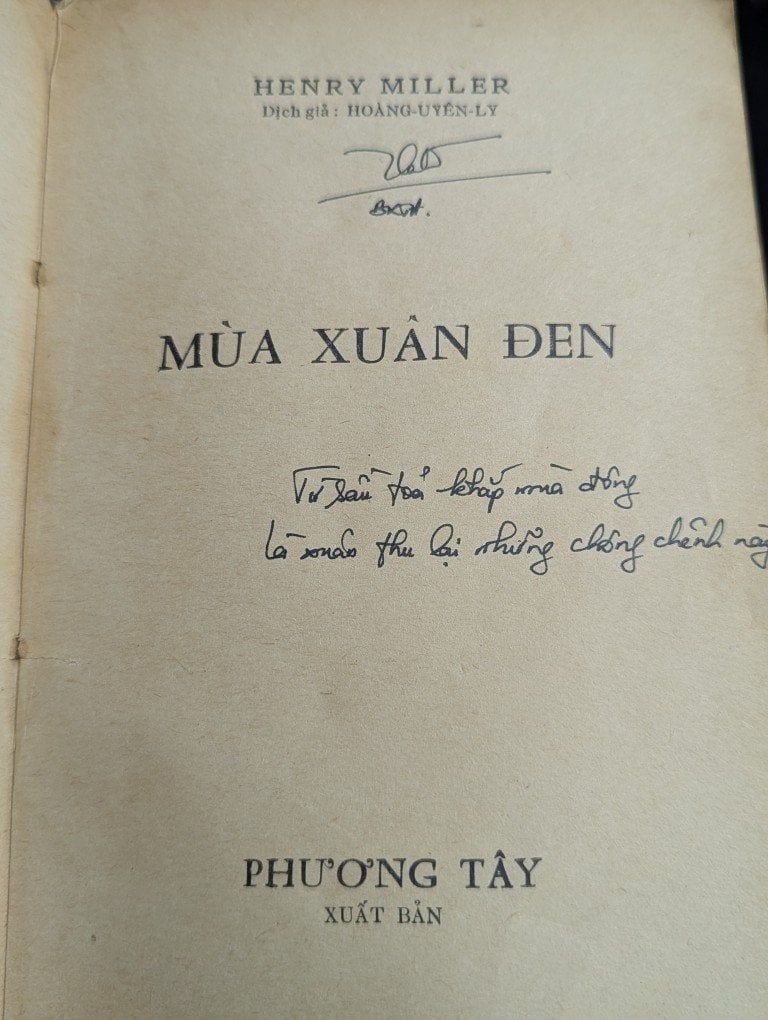 HENRY MILLER
Dịch giả : HOÀNG-UYÊN-LY
MÙA XUÂN ĐEN
sầu toả khắp mùa đông
Là xuân thu lại những chông chênh này
PHƯƠNG TÂY
XUẤT BẢN